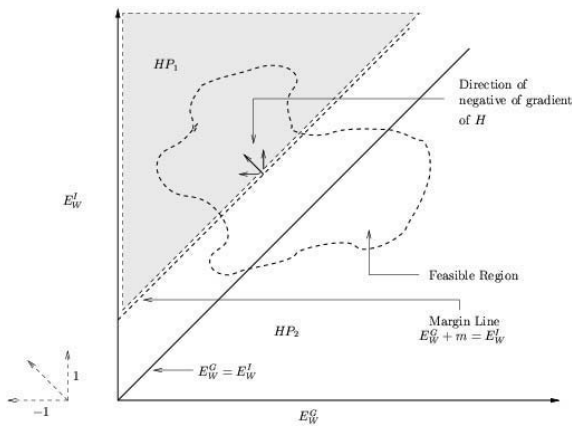 HP₁
Direction of
negative of gradient
of H
E_W^I
Feasible Region
HP₂
Margin Line
E_W^G + m = E_W^I
E_W^G = E_W^I
1
−1
E_W^G